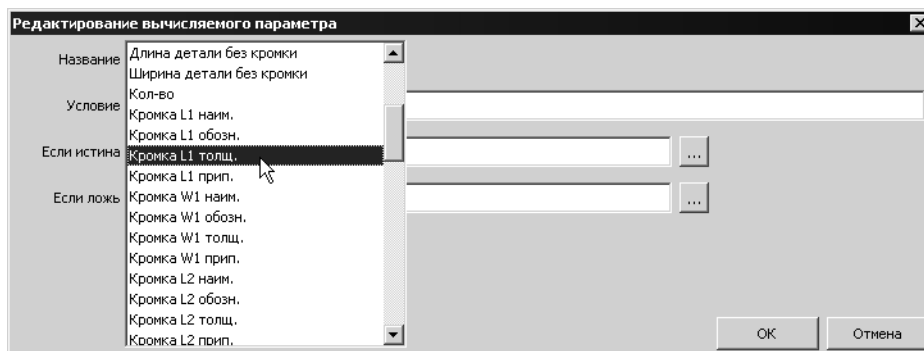 Редактирование вычисляемого параметра
Название
Условие
Если истина
Если ложь
Длина детали без кромки
Ширина детали без кромки
Кол-во
Кромка L1 наим.
Кромка L1 обозн.
Кромка L1 толщ.
Кромка L1 прип.
Кромка W1 наим.
Кромка W1 обозн.
Кромка W1 толщ.
Кромка W1 прип.
Кромка L2 наим.
Кромка L2 обозн.
Кромка L2 толщ.
Кромка L2 прип.
...
...
OK
Отмена